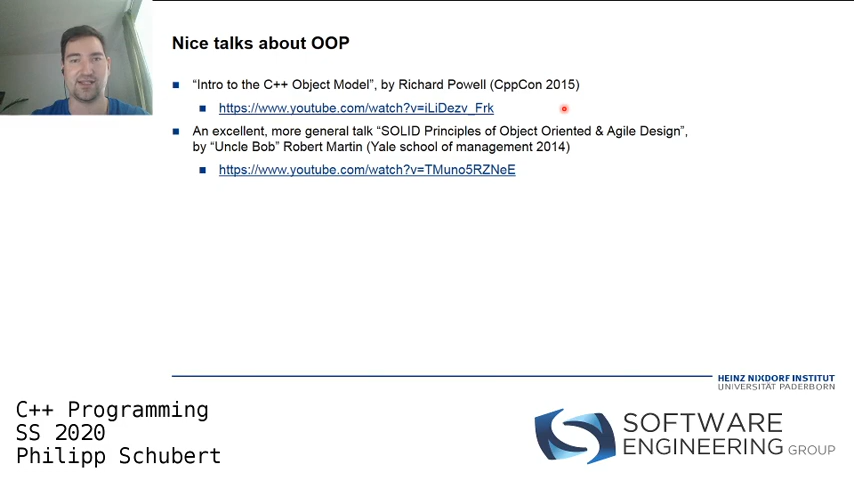 Nice talks about OOP
“Intro to the C++ Object Model”, by Richard Powell (CppCon 2015)
https://www.youtube.com/watch?v=iLiDezv_Frk
An excellent, more general talk “SOLID Principles of Object Oriented & Agile Design”,
by “Uncle Bob” Robert Martin (Yale school of management 2014)
https://www.youtube.com/watch?v=TMuno5RZNeE
HEINZ NIXDORF INSTITUT
UNIVERSITÄT PADERBORN
C++ Programming
SS 2020
Philipp Schubert
SOFTWARE
ENGINEERING GROUP